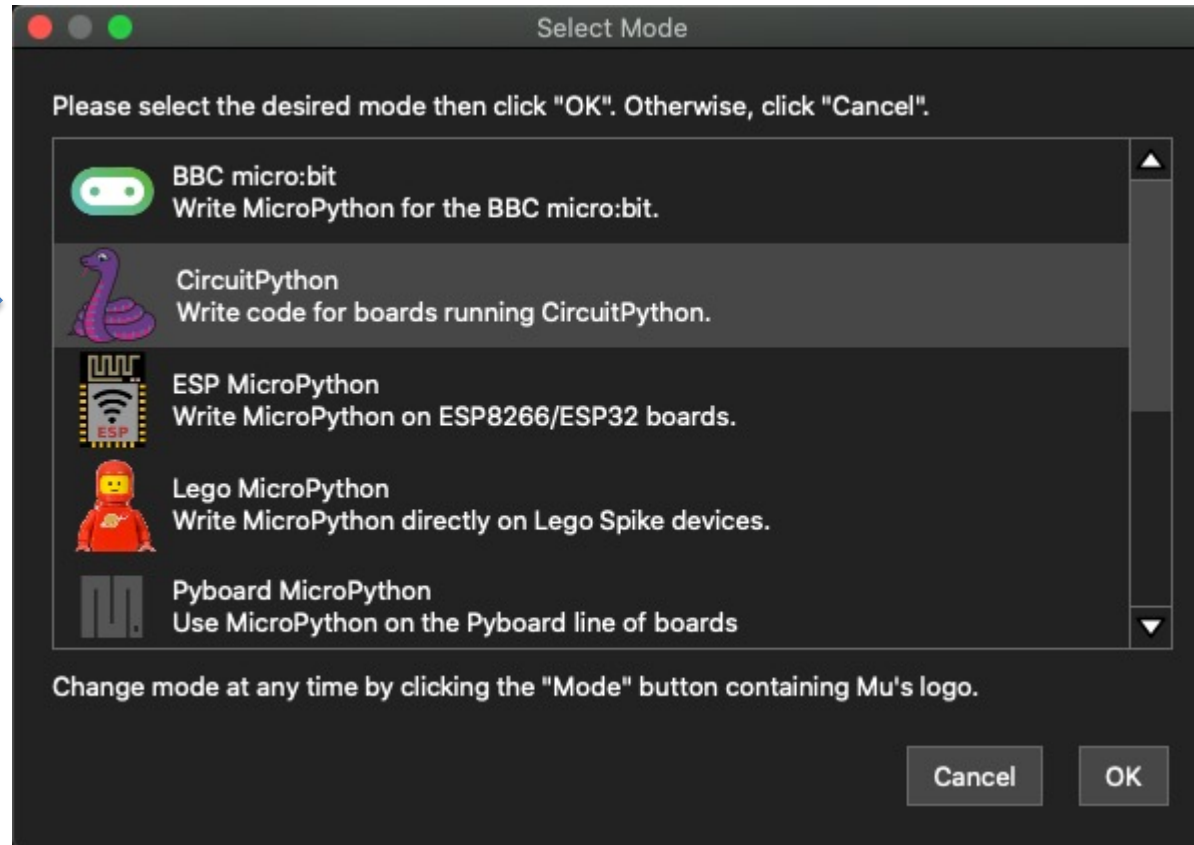 Select Mode
Please select the desired mode then click "OK". Otherwise, click "Cancel".
BBC micro:bit
Write MicroPython for the BBC micro:bit.
CircuitPython
Write code for boards running CircuitPython.
ESP
ESP MicroPython
Write MicroPython on ESP8266/ESP32 boards.
Lego MicroPython
Write MicroPython directly on Lego Spike devices.
Pyboard MicroPython
Use MicroPython on the Pyboard line of boards
Change mode at any time by clicking the "Mode" button containing Mu's logo.
Cancel OK